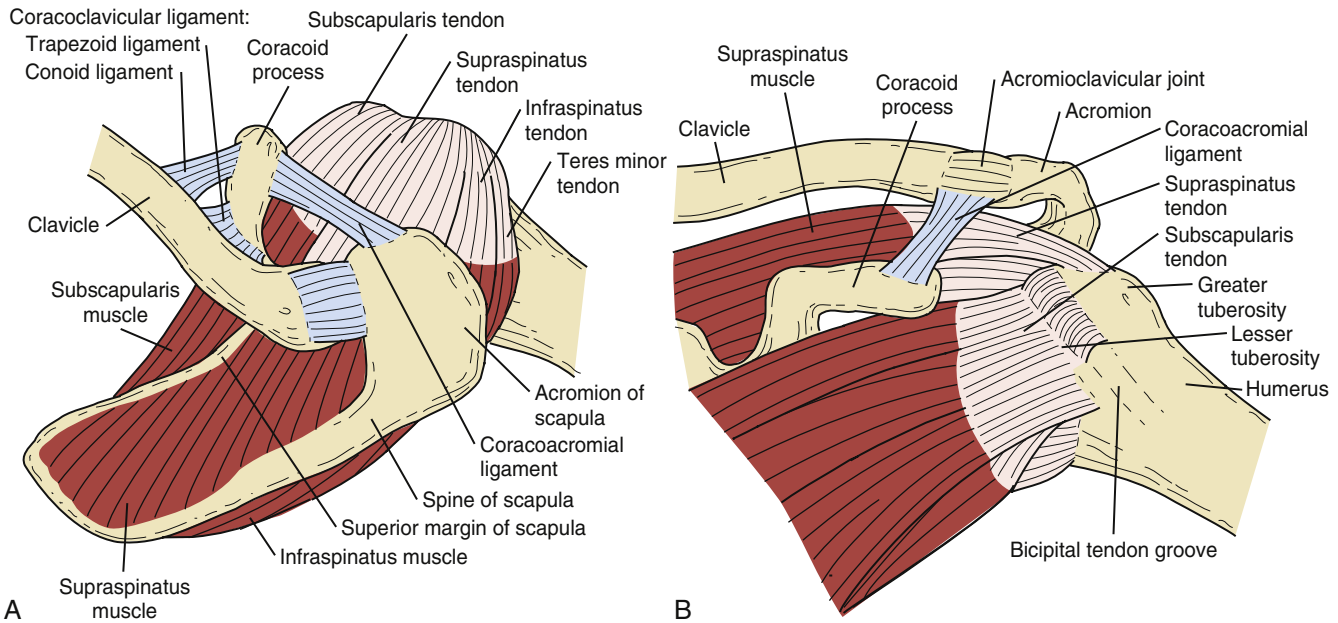 Coracoclavicular ligament:
Trapezoid ligament
Conoid ligament
Coracoid
process
Subscapularis tendon
Supraspinatus
tendon
Infraspinatus
tendon
Teres minor
tendon
Clavicle
Subscapularis
muscle
Acromion of
scapula
Coracoacromial
ligament
Spine of scapula
Superior margin of scapula
Infraspinatus muscle
Supraspinatus
muscle
A
Supraspinatus
muscle
Coracoid
process
Clavicle
Acromioclavicular joint
Acromion
Coracoacromial
ligament
Supraspinatus
tendon
Subscapularis
tendon
Greater
tuberosity
Lesser
tuberosity
Humerus
Bicipital tendon groove
B